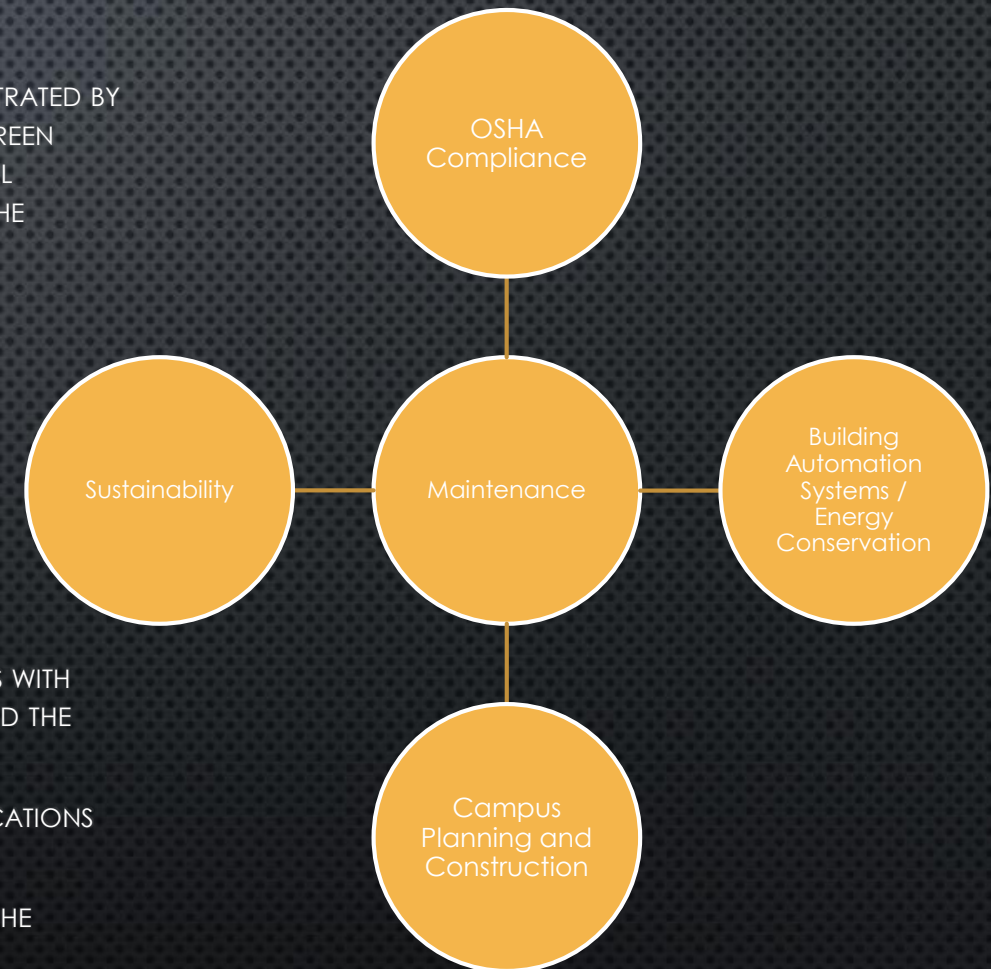 TRATED BY
REEN
L
HE
S WITH
D THE
CATIONS
HE
OSHA
Compliance
Sustainability
Maintenance
Building
Automation
Systems /
Energy
Conservation
Campus
Planning and
Construction